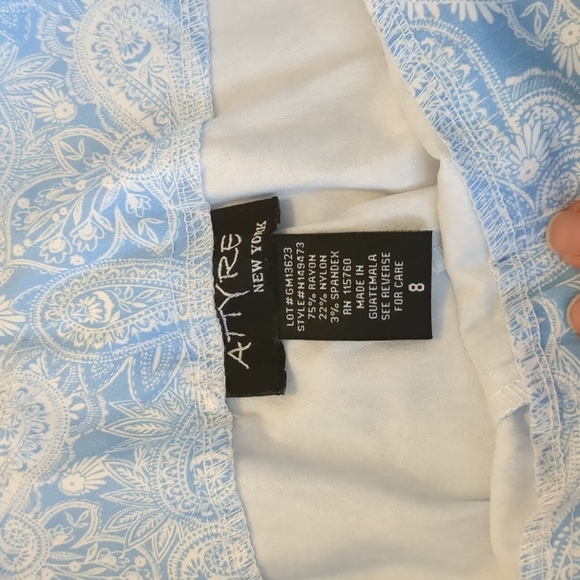 ATTYRE
NEW YORK
LOT#GM13623
STYLE#N149473
75% RAYON
22% NYLON
3% SPANDEX
RN 115760
MADE IN
GUATEMALA
SEE REVERSE
FOR CARE
8